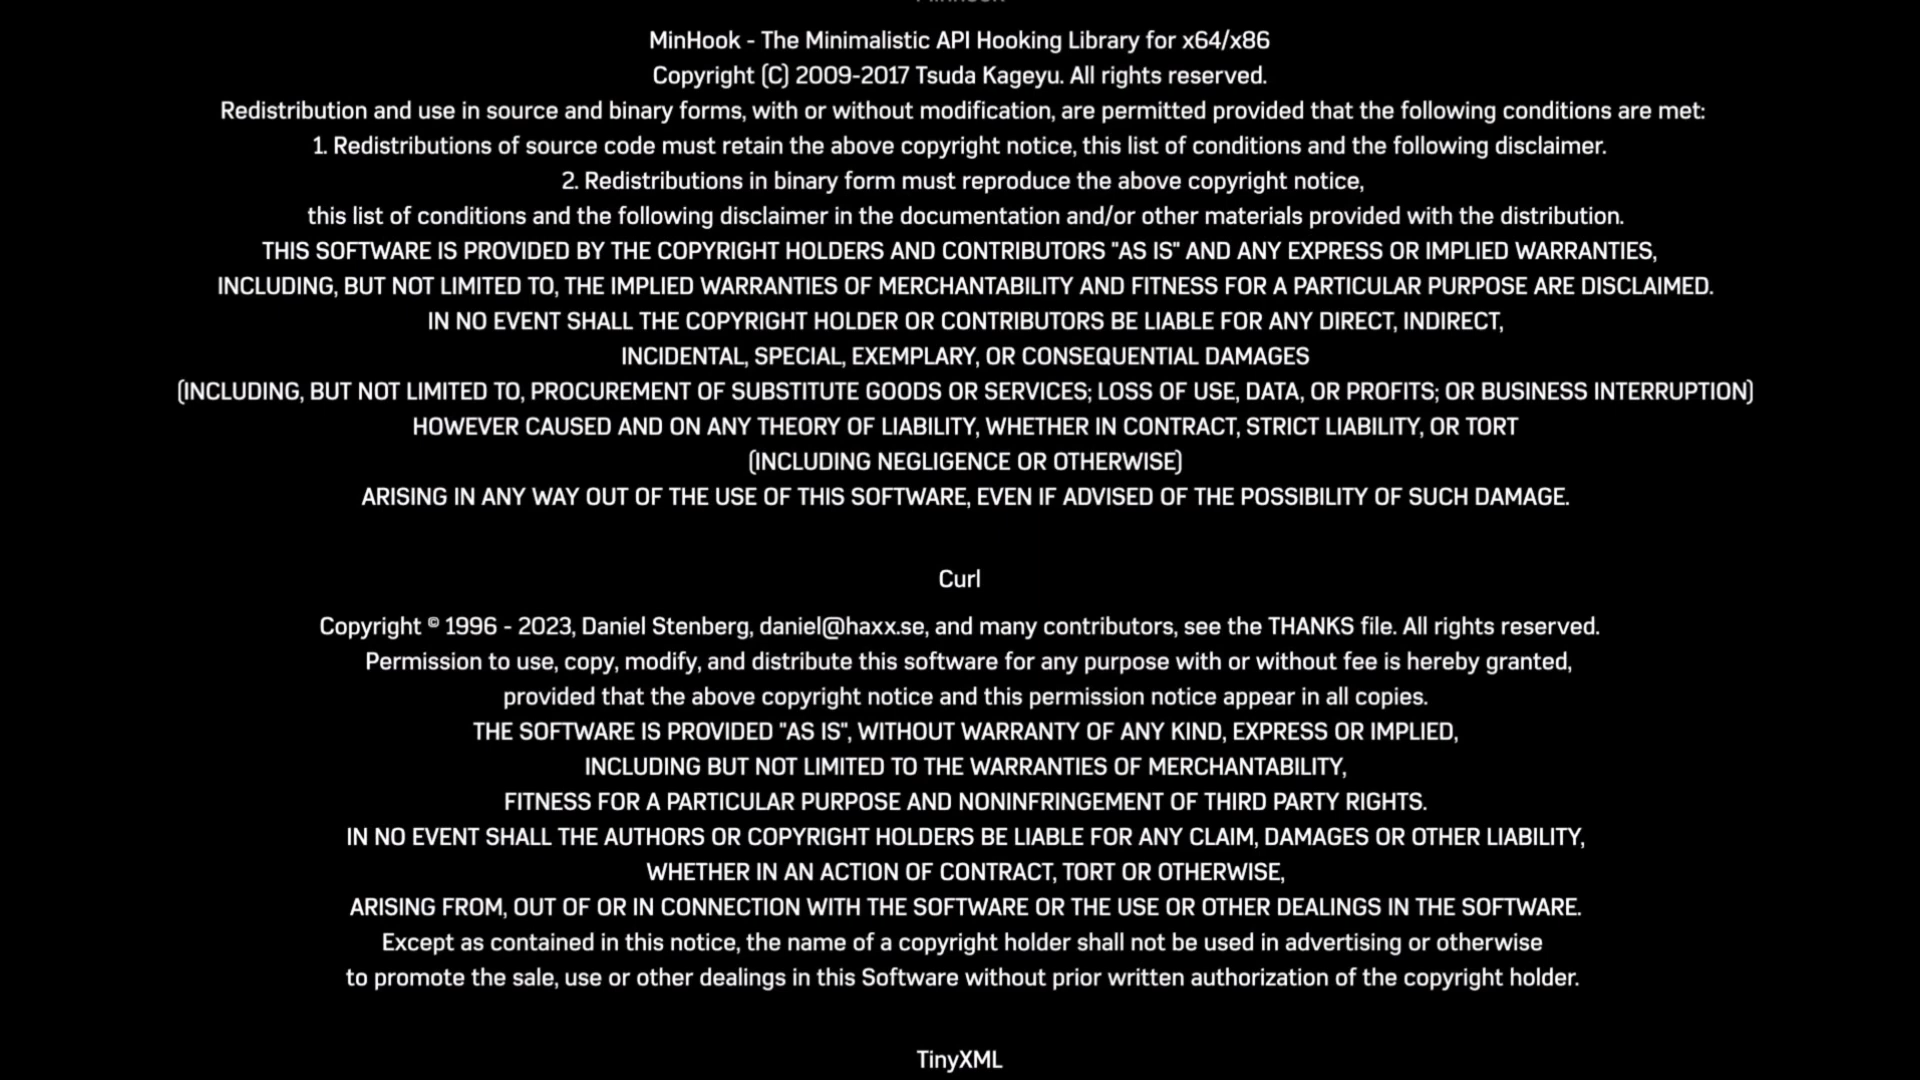 MinHook
MinHook - The Minimalistic API Hooking Library for x64/x86
Copyright (C) 2009-2017 Tsuda Kageyu. All rights reserved.
Redistribution and use in source and binary forms, with or without modification, are permitted provided that the following conditions are met:
1. Redistributions of source code must retain the above copyright notice, this list of conditions and the following disclaimer.
2. Redistributions in binary form must reproduce the above copyright notice,
this list of conditions and the following disclaimer in the documentation and/or other materials provided with the distribution.
THIS SOFTWARE IS PROVIDED BY THE COPYRIGHT HOLDERS AND CONTRIBUTORS "AS IS" AND ANY EXPRESS OR IMPLIED WARRANTIES,
INCLUDING, BUT NOT LIMITED TO, THE IMPLIED WARRANTIES OF MERCHANTABILITY AND FITNESS FOR A PARTICULAR PURPOSE ARE DISCLAIMED.
IN NO EVENT SHALL THE COPYRIGHT HOLDER OR CONTRIBUTORS BE LIABLE FOR ANY DIRECT, INDIRECT,
INCIDENTAL, SPECIAL, EXEMPLARY, OR CONSEQUENTIAL DAMAGES
(INCLUDING, BUT NOT LIMITED TO, PROCUREMENT OF SUBSTITUTE GOODS OR SERVICES; LOSS OF USE, DATA, OR PROFITS; OR BUSINESS INTERRUPTION)
HOWEVER CAUSED AND ON ANY THEORY OF LIABILITY, WHETHER IN CONTRACT, STRICT LIABILITY, OR TORT
(INCLUDING NEGLIGENCE OR OTHERWISE)
ARISING IN ANY WAY OUT OF THE USE OF THIS SOFTWARE, EVEN IF ADVISED OF THE POSSIBILITY OF SUCH DAMAGE.
Curl
Copyright © 1996 - 2023, Daniel Stenberg, daniel@haxx.se, and many contributors, see the THANKS file. All rights reserved.
Permission to use, copy, modify, and distribute this software for any purpose with or without fee is hereby granted,
provided that the above copyright notice and this permission notice appear in all copies.
THE SOFTWARE IS PROVIDED "AS IS", WITHOUT WARRANTY OF ANY KIND, EXPRESS OR IMPLIED,
INCLUDING BUT NOT LIMITED TO THE WARRANTIES OF MERCHANTABILITY,
FITNESS FOR A PARTICULAR PURPOSE AND NONINFRINGEMENT OF THIRD PARTY RIGHTS.
IN NO EVENT SHALL THE AUTHORS OR COPYRIGHT HOLDERS BE LIABLE FOR ANY CLAIM, DAMAGES OR OTHER LIABILITY,
WHETHER IN AN ACTION OF CONTRACT, TORT OR OTHERWISE,
ARISING FROM, OUT OF OR IN CONNECTION WITH THE SOFTWARE OR THE USE OR OTHER DEALINGS IN THE SOFTWARE.
Except as contained in this notice, the name of a copyright holder shall not be used in advertising or otherwise
to promote the sale, use or other dealings in this Software without prior written authorization of the copyright holder.
TinyXML